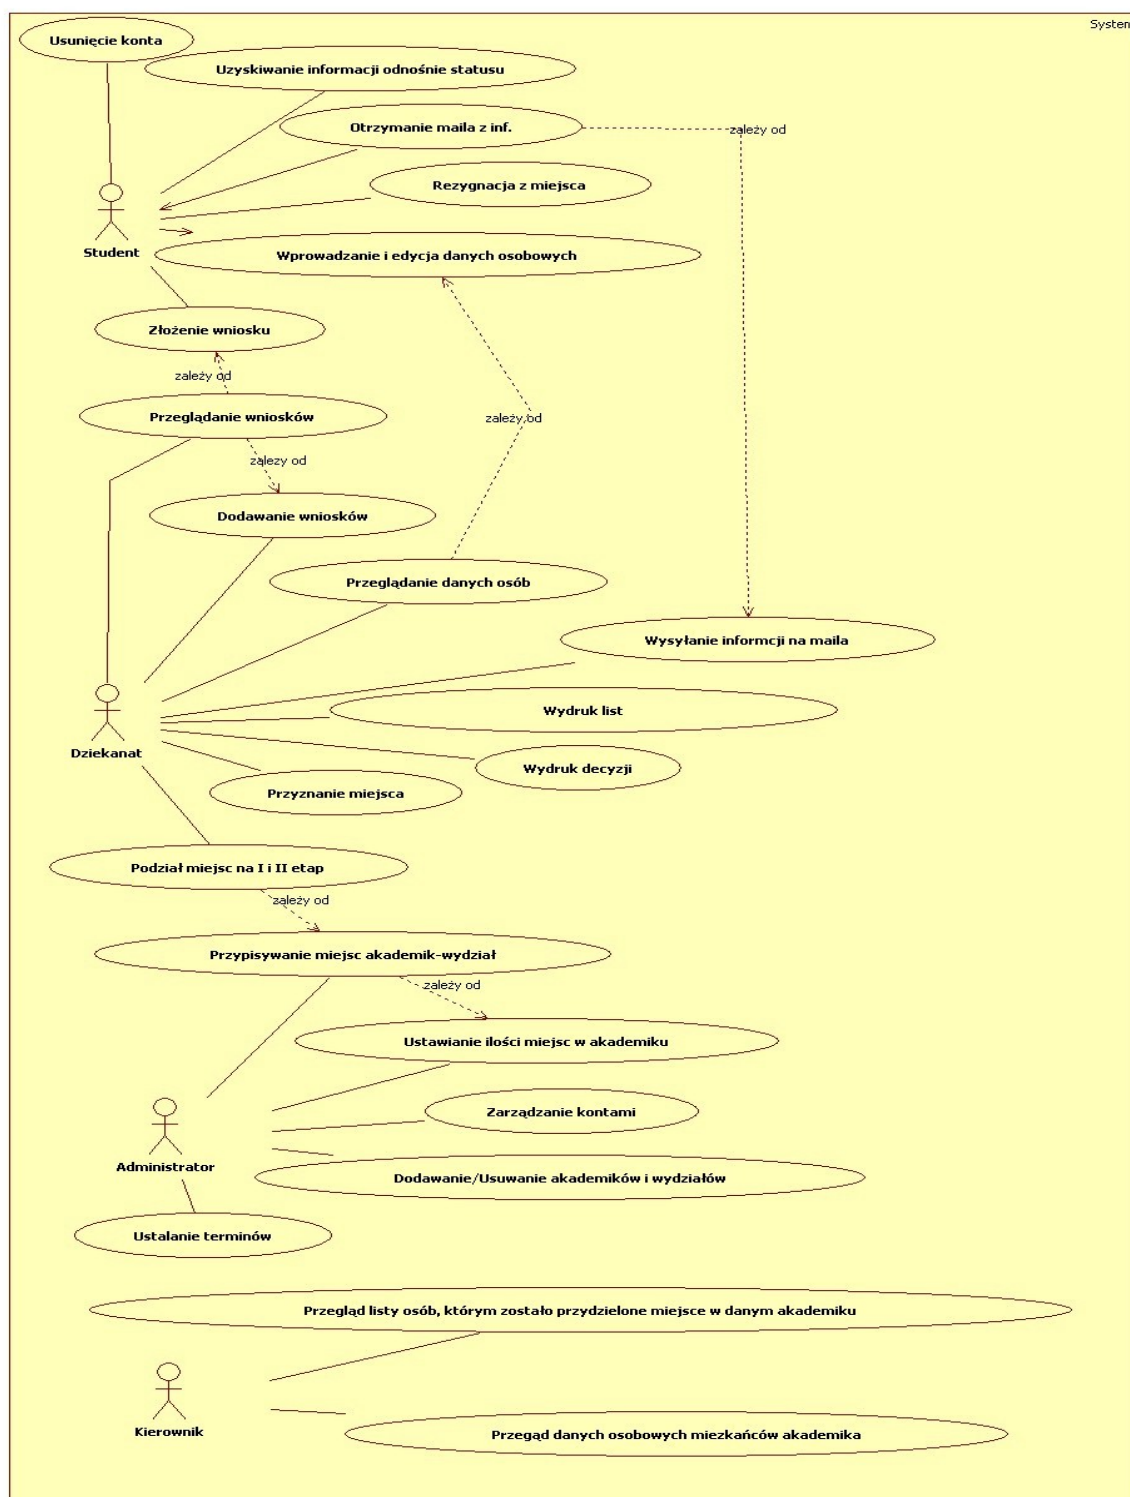 System
Usunięcie konta
Uzyskiwanie informacji odnośnie statusu
Otrzymanie maila z inf.
zależy od
Rezygnacja z miejsca
Student
Wprowadzanie i edycja danych osobowych
Złożenie wniosku
zależy od
Przeglądanie wniosków
zależy od
zalezy od
Dodawanie wniosków
Przeglądanie danych osób
Wysyłanie informcji na maila
Wydruk list
Dziekanat
Wydruk decyzji
Przyznanie miejsca
Podział miejsc na I i II etap
zależy od
Przypisywanie miejsc akademik-wydział
zależy od
Ustawianie ilości miejsc w akademiku
Zarządzanie kontami
Administrator
Dodawanie/Usuwanie akademików i wydziałów
Ustalanie terminów
Przegląd listy osób, którym zostało przydzielone miejsce w danym akademiku
Kierownik
Przegąd danych osobowych miezkańców akademika